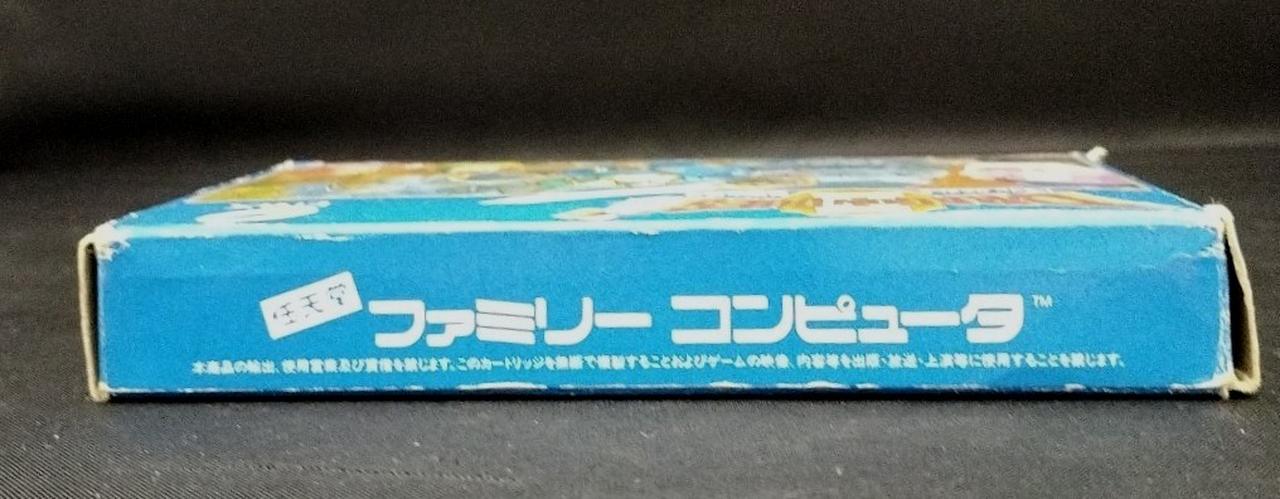 任天堂
ファミリー コンピュータ™
本商品の輸出、使用営業及び賃借を禁じます。このカートリッジを無断で複製することおよびゲームの映像、内容等を出版・放送・上演等に使用することを禁じます。